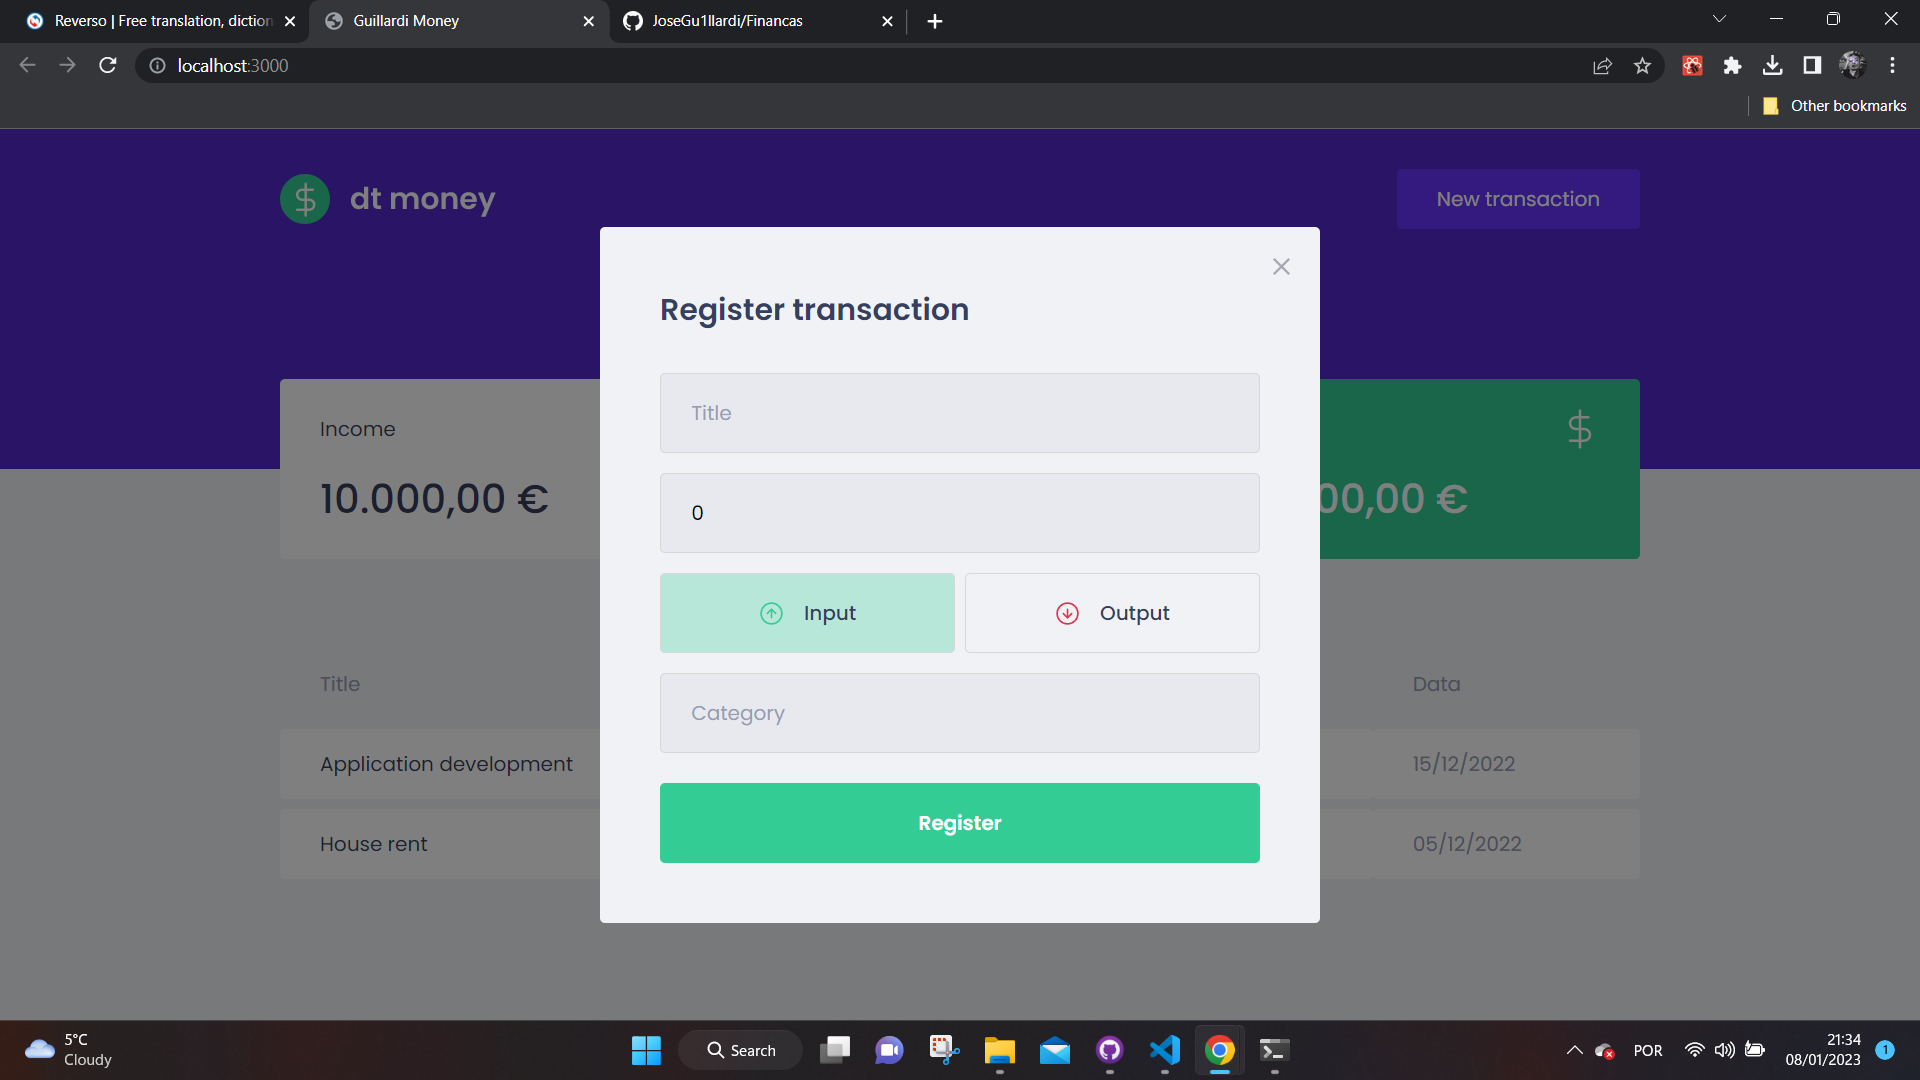 Reverso | Free translation, diction
Guillardi Money
JoseGu1llardi/Financas
localhost:3000
Other bookmarks
dt money
New transaction
Register transaction
Title
Income
10.000,00 €
0
00,00 €
Input
Output
Title
Data
Category
Application development
15/12/2022
Register
House rent
05/12/2022
5°C
Cloudy
Search
POR
21:34
08/01/2023
1